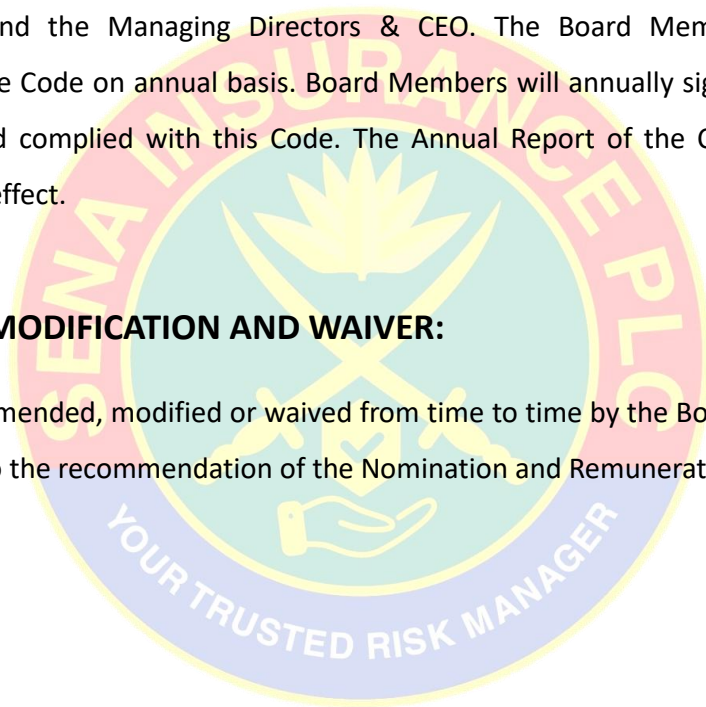 nd the Managing Directors & CEO. The Board Mem
e Code on annual basis. Board Members will annually sig
d complied with this Code. The Annual Report of the C
effect.
MODIFICATION AND WAIVER:
mended, modified or waived from time to time by the Bo
o the recommendation of the Nomination and Remunerat
SENA INSURANCE PLC
YOUR TRUSTED RISK MANAGER